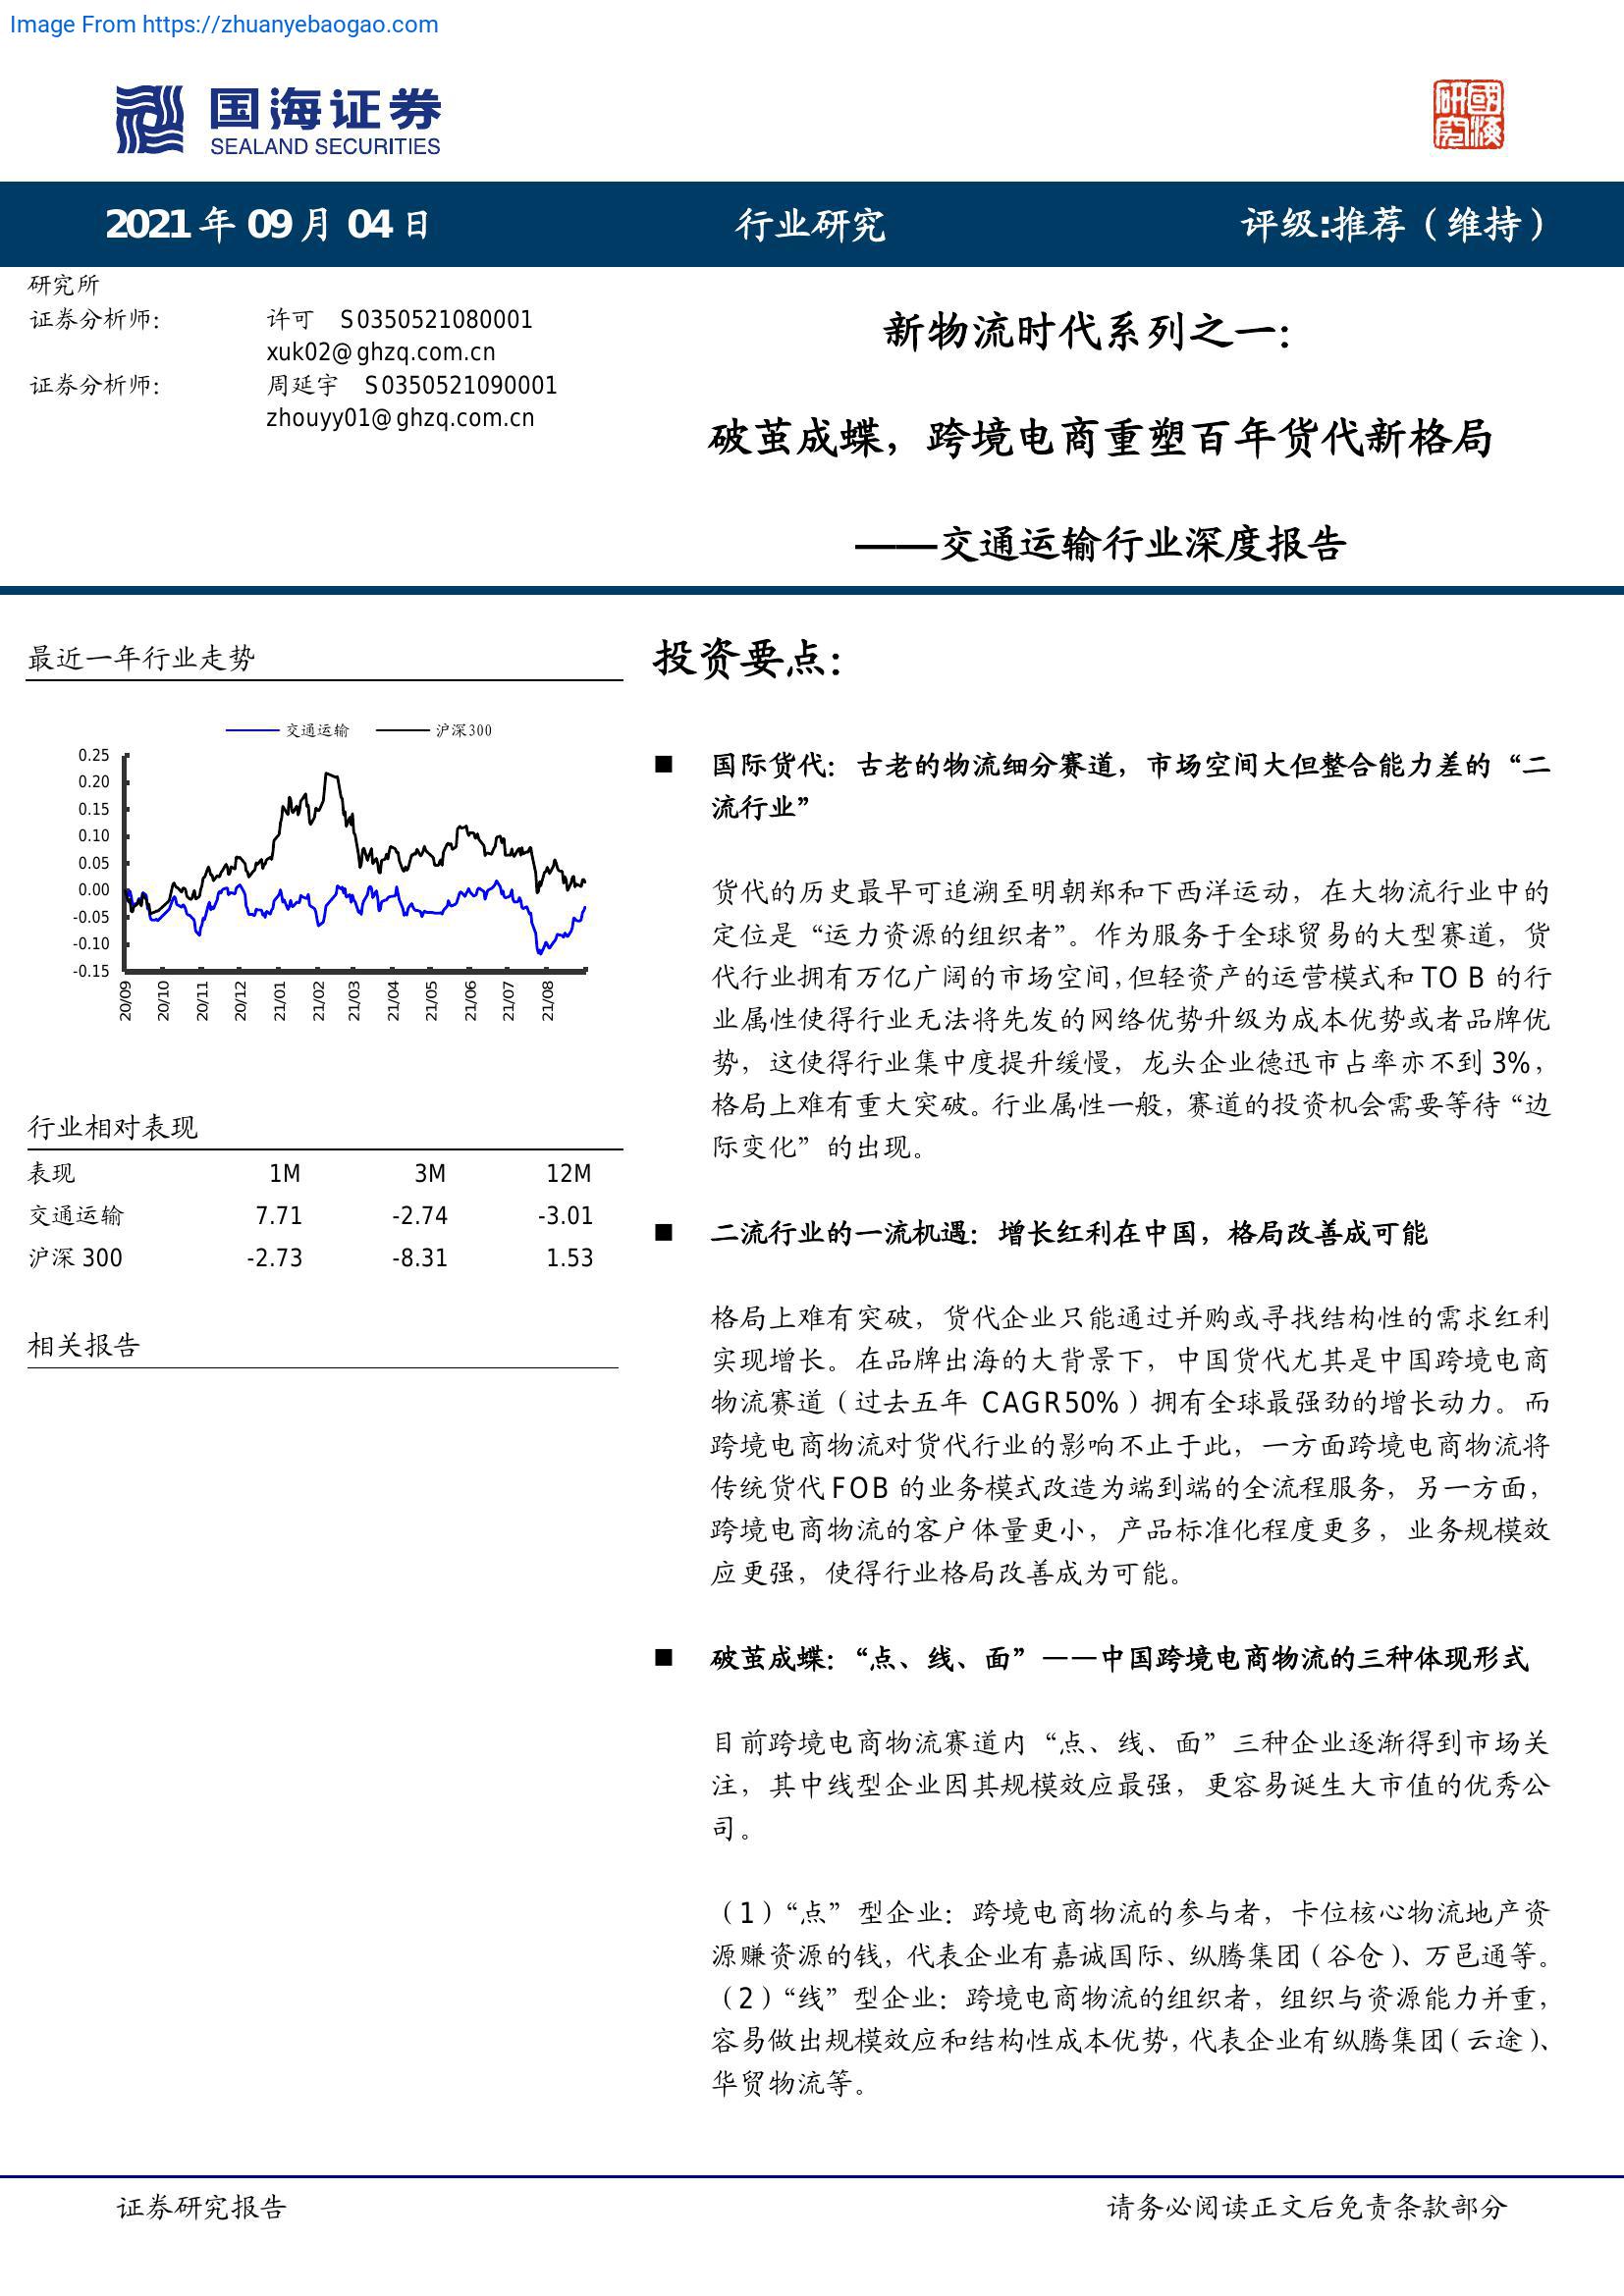 Image From https://zhuanyebaogao.com
国海证券
SEALAND SECURITIES
研究 國海
2021 年 09 月 04 日
行业研究
评级:推荐（维持）
研究所
证券分析师： 许可 S0350521080001
xuk02@ghzq.com.cn
证券分析师： 周延宇 S0350521090001
zhouyy01@ghzq.com.cn
新物流时代系列之一：
破茧成蝶，跨境电商重塑百年货代新格局
——交通运输行业深度报告
最近一年行业走势
交通运输 沪深300
0.25
0.20
0.15
0.10
0.05
0.00
-0.05
-0.10
-0.15
20/09 20/10 20/11 20/12 21/01 21/02 21/03 21/04 21/05 21/06 21/07 21/08
行业相对表现
表现 1M 3M 12M
交通运输 7.71 -2.74 -3.01
沪深 300 -2.73 -8.31 1.53
相关报告
投资要点：
■ 国际货代：古老的物流细分赛道，市场空间大但整合能力差的“二
流行业”
货代的历史最早可追溯至明朝郑和下西洋运动，在大物流行业中的
定位是“运力资源的组织者”。作为服务于全球贸易的大型赛道，货
代行业拥有万亿广阔的市场空间，但轻资产的运营模式和 TO B 的行
业属性使得行业无法将先发的网络优势升级为成本优势或者品牌优
势，这使得行业集中度提升缓慢，龙头企业德迅市占率亦不到 3%，
格局上难有重大突破。行业属性一般，赛道的投资机会需要等待“边
际变化”的出现。
■ 二流行业的一流机遇：增长红利在中国，格局改善成可能
格局上难有突破，货代企业只能通过并购或寻找结构性的需求红利
实现增长。在品牌出海的大背景下，中国货代尤其是中国跨境电商
物流赛道（过去五年 CAGR50%）拥有全球最强劲的增长动力。而
跨境电商物流对货代行业的影响不止于此，一方面跨境电商物流将
传统货代 FOB 的业务模式改造为端到端的全流程服务，另一方面，
跨境电商物流的客户体量更小，产品标准化程度更多，业务规模效
应更强，使得行业格局改善成为可能。
■ 破茧成蝶：“点、线、面”——中国跨境电商物流的三种体现形式
目前跨境电商物流赛道内“点、线、面”三种企业逐渐得到市场关
注，其中线型企业因其规模效应最强，更容易诞生大市值的优秀公
司。
（1）“点”型企业：跨境电商物流的参与者，卡位核心物流地产资
源赚资源的钱，代表企业有嘉诚国际、纵腾集团（谷仓）、万邑通等。
（2）“线”型企业：跨境电商物流的组织者，组织与资源能力并重，
容易做出规模效应和结构性成本优势，代表企业有纵腾集团（云途）、
华贸物流等。
证券研究报告
请务必阅读正文后免责条款部分